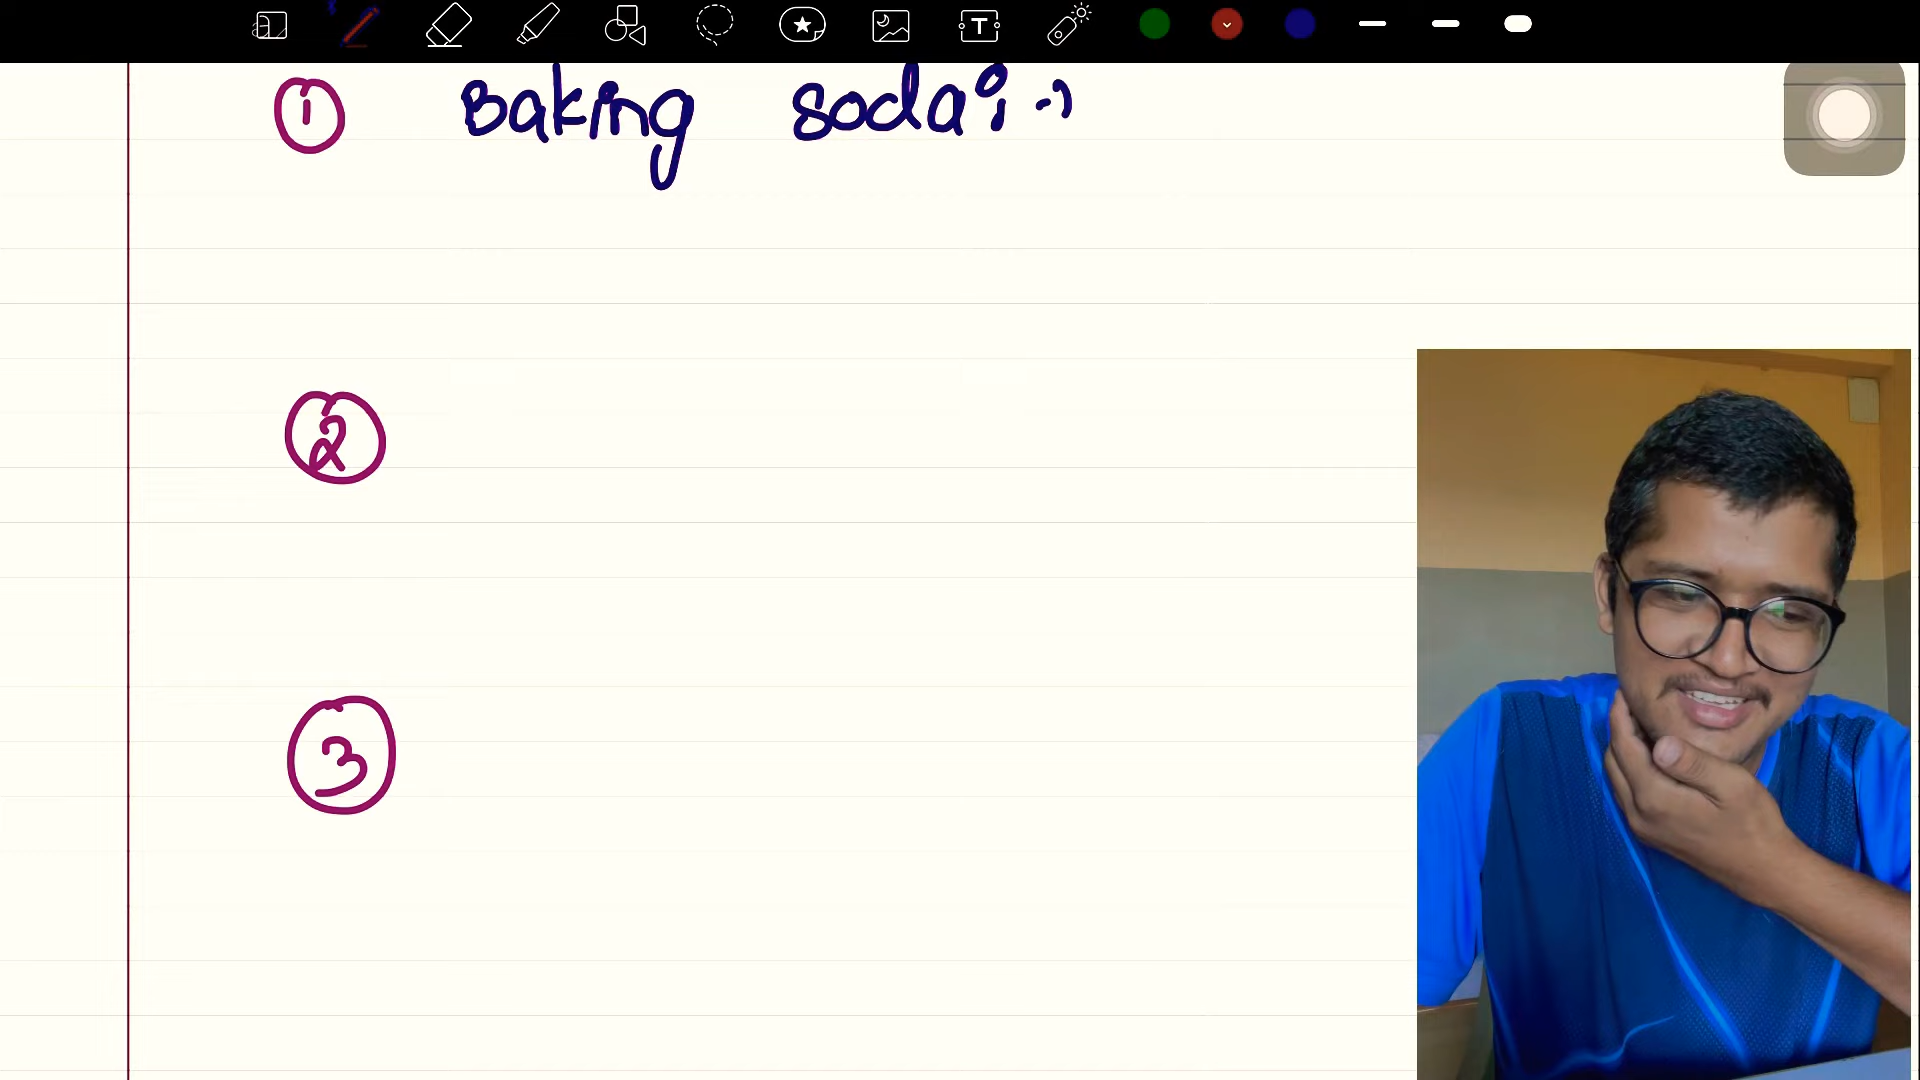 ① Baking soda :-)
②
③
T